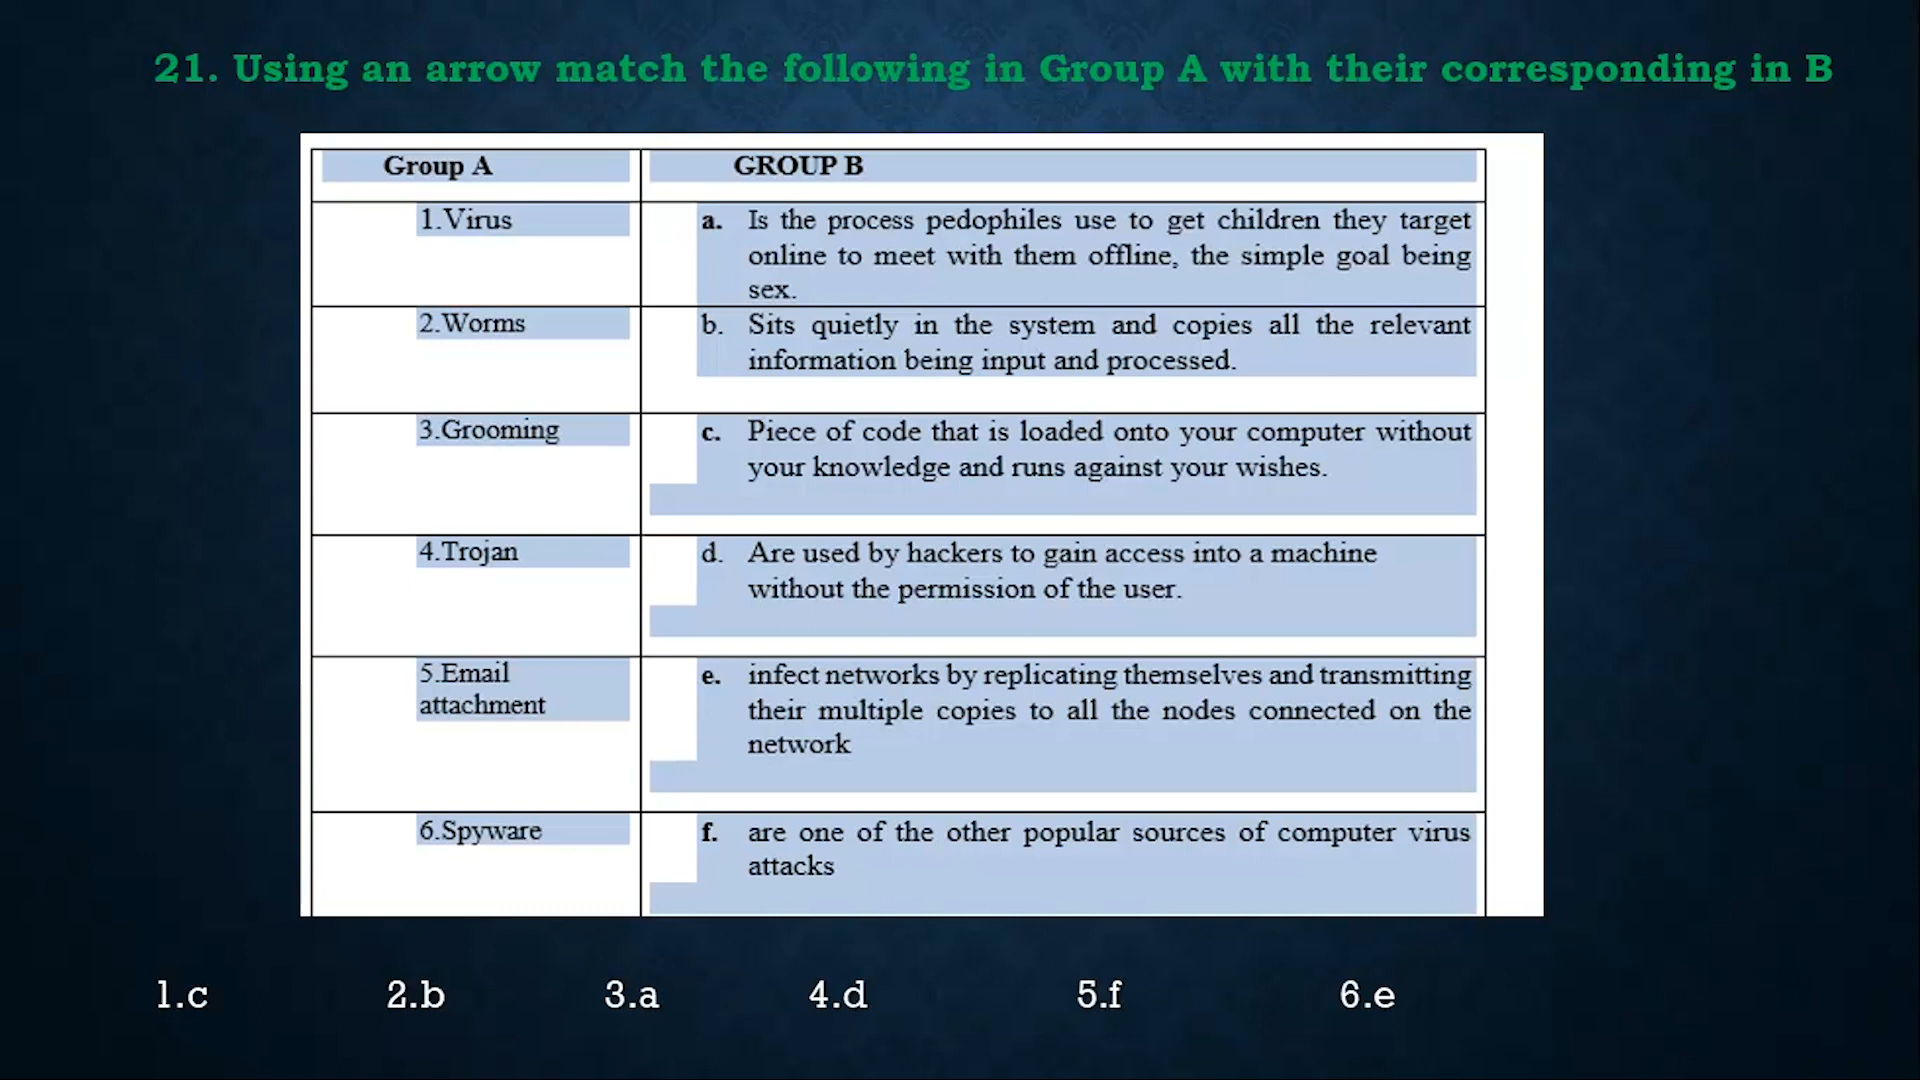 21. Using an arrow match the following in Group A with their corresponding in B
Group A
GROUP B
1.Virus
a. Is the process pedophiles use to get children they target
online to meet with them offline, the simple goal being
sex.
2.Worms
b. Sits quietly in the system and copies all the relevant
information being input and processed.
3.Grooming
c. Piece of code that is loaded onto your computer without
your knowledge and runs against your wishes.
4.Trojan
d. Are used by hackers to gain access into a machine
without the permission of the user.
5.Email
attachment
e. infect networks by replicating themselves and transmitting
their multiple copies to all the nodes connected on the
network
6.Spyware
f. are one of the other popular sources of computer virus
attacks
1.c 2.b 3.a 4.d 5.f 6.e